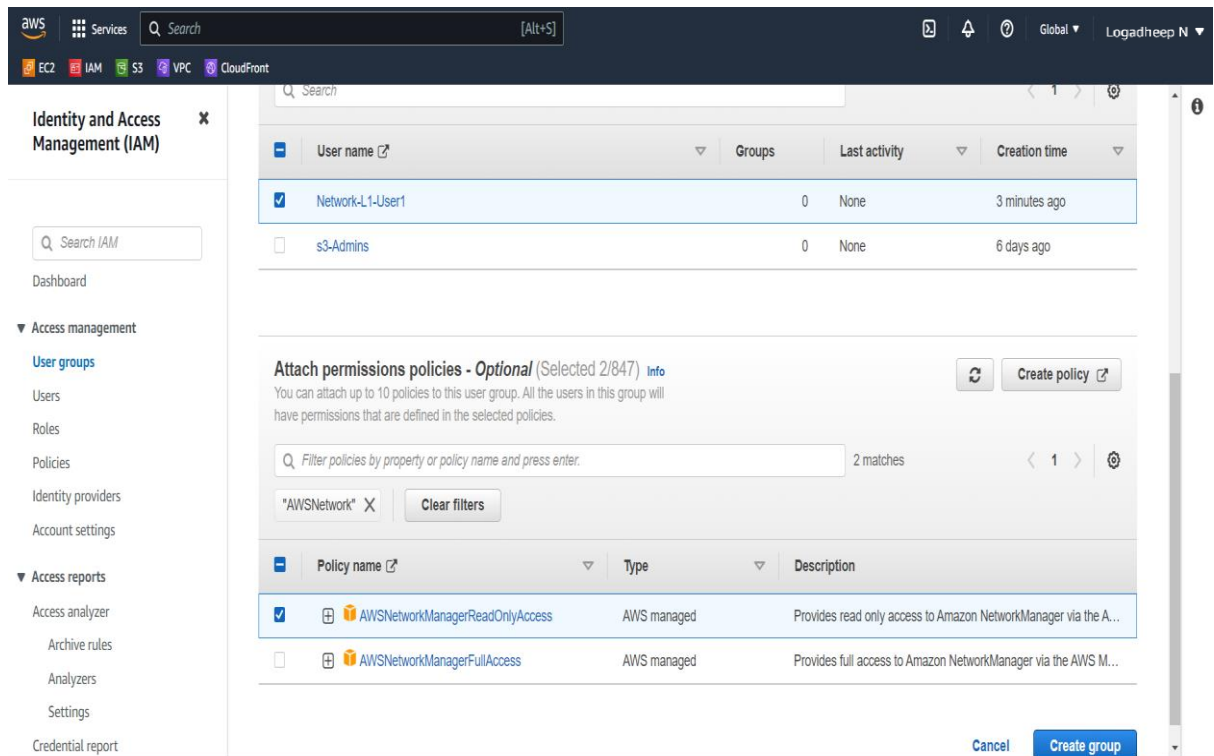 aws Services Search [Alt+S] Global ▼ Logadheep N ▼
EC2 IAM S3 VPC CloudFront
Identity and Access
Management (IAM)
Search IAM
Dashboard
Access management
User groups
Users
Roles
Policies
Identity providers
Account settings
Access reports
Access analyzer
Archive rules
Analyzers
Settings
Credential report
Search 1
User name Groups Last activity Creation time
Network-L1-User1 0 None 3 minutes ago
s3-Admins 0 None 6 days ago
Attach permissions policies - Optional (Selected 2/847) Info
Create policy
You can attach up to 10 policies to this user group. All the users in this group will
have permissions that are defined in the selected policies.
Filter policies by property or policy name and press enter. 2 matches 1
"AWSNetwork" X Clear filters
Policy name Type Description
AWSNetworkManagerReadOnlyAccess AWS managed Provides read only access to Amazon NetworkManager via the A...
AWSNetworkManagerFullAccess AWS managed Provides full access to Amazon NetworkManager via the AWS M...
Cancel Create group